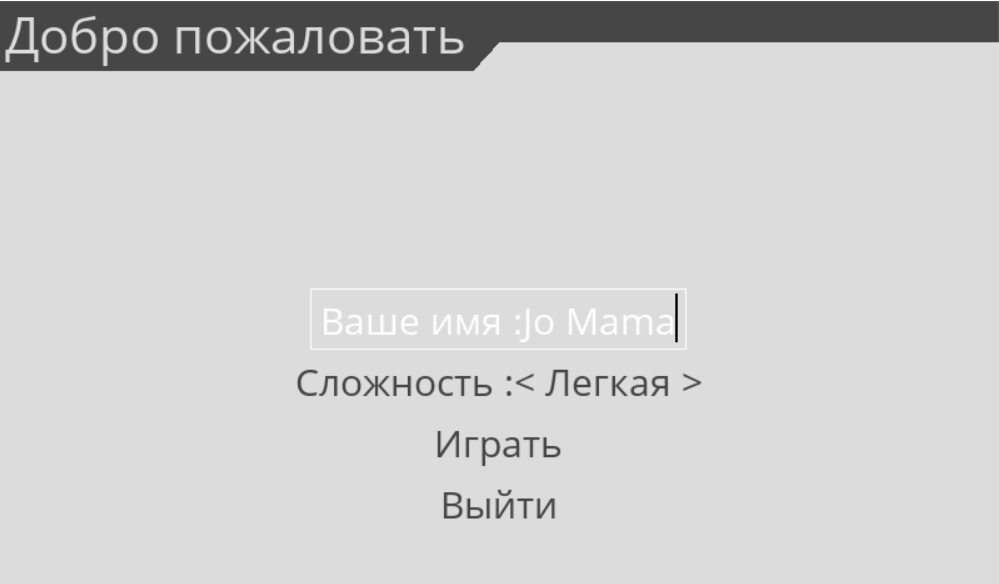 Добро пожаловать
Ваше имя :Jo Mama
Сложность :< Легкая >
Играть
Выйти